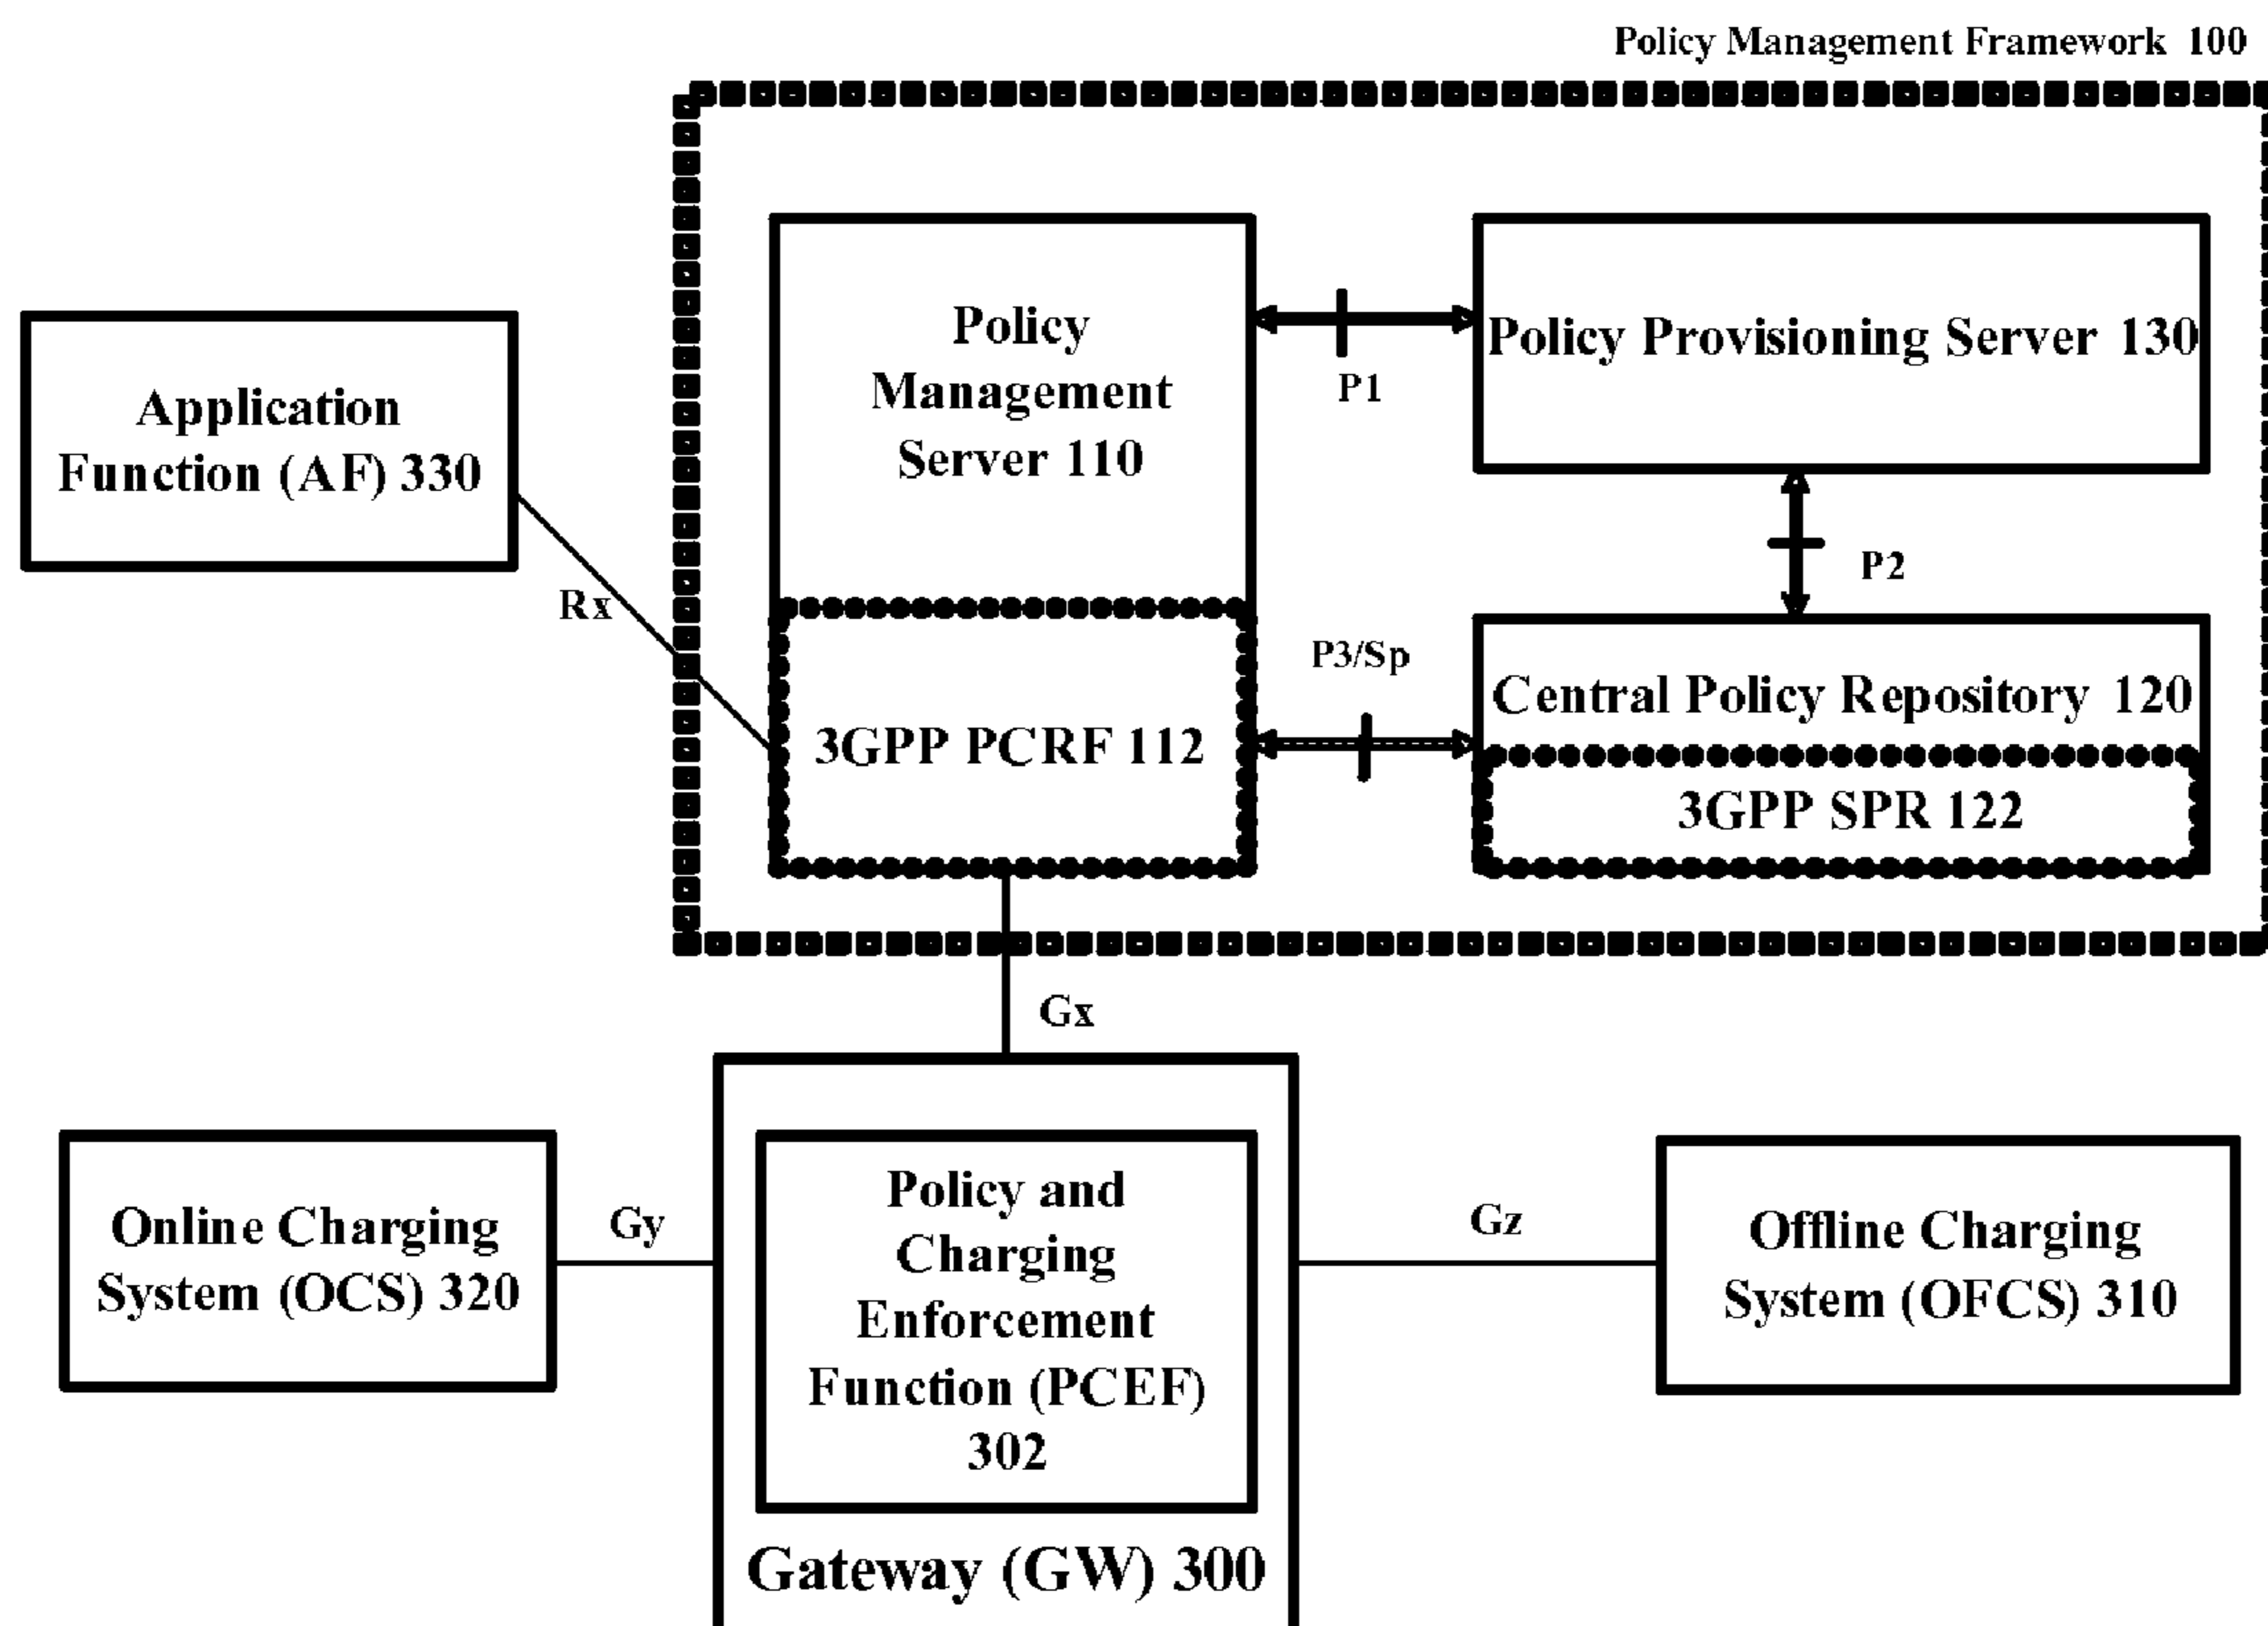 Policy Management Framework 100
Policy
Management
Server 110
P1
Policy Provisioning Server 130
Application
Function (AF) 330
Rx
P2
P3/Sp
Central Policy Repository 120
3GPP PCRF 112
3GPP SPR 122
Gx
Online Charging
System (OCS) 320
Gy
Policy and
Charging
Enforcement
Function (PCEF)
302
Gateway (GW) 300
Gz
Offline Charging
System (OFCS) 310